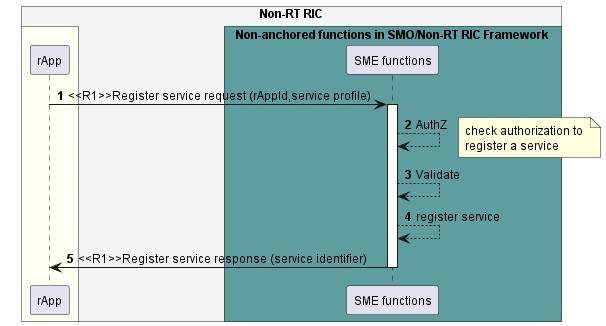 Non-RT RIC
Non-anchored functions in SMO/Non-RT RIC Framework
rApp
SME functions
1 <<R1>>Register service request (rAppId,service profile)
2 AuthZ
check authorization to
register a service
3 Validate
4 register service
5 <<R1>>Register service response (service identifier)
rApp
SME functions